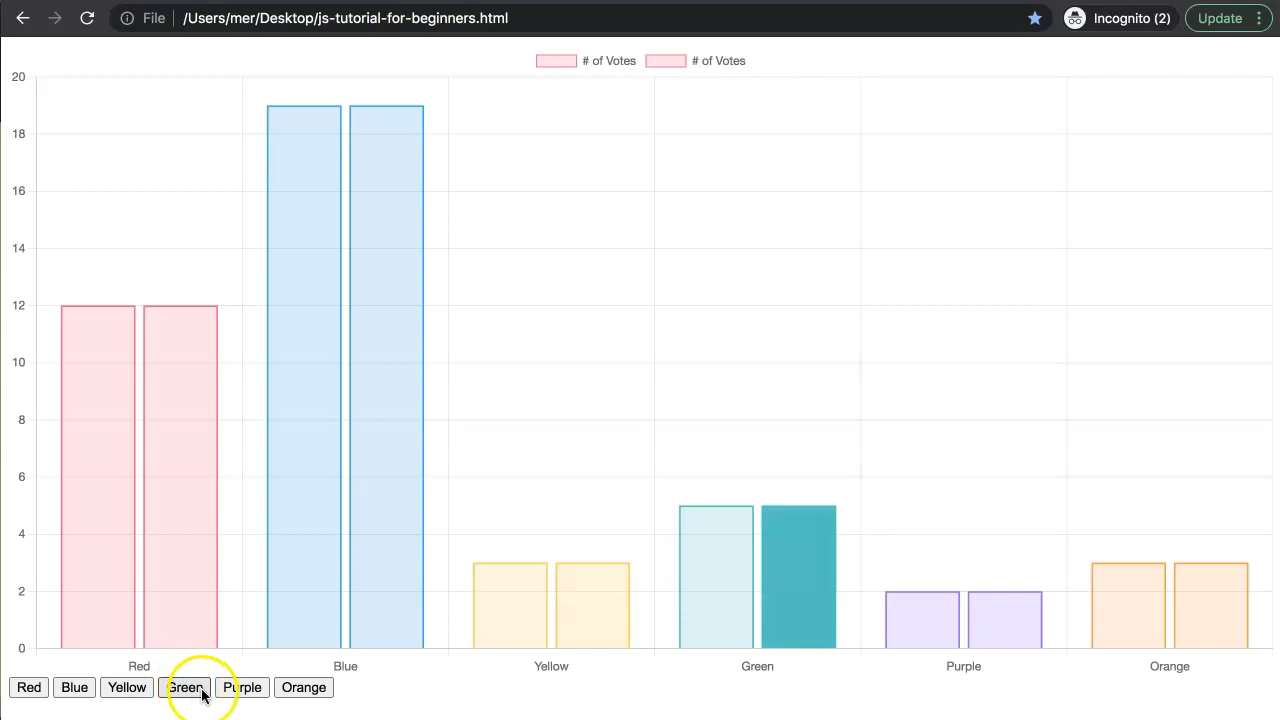 File /Users/mer/Desktop/js-tutorial-for-beginners.html Incognito (2) Update
# of Votes # of Votes
20
18
16
14
12
10
8
6
4
2
0
Red Blue Yellow Green Purple Orange
Red Blue Yellow Green Purple Orange